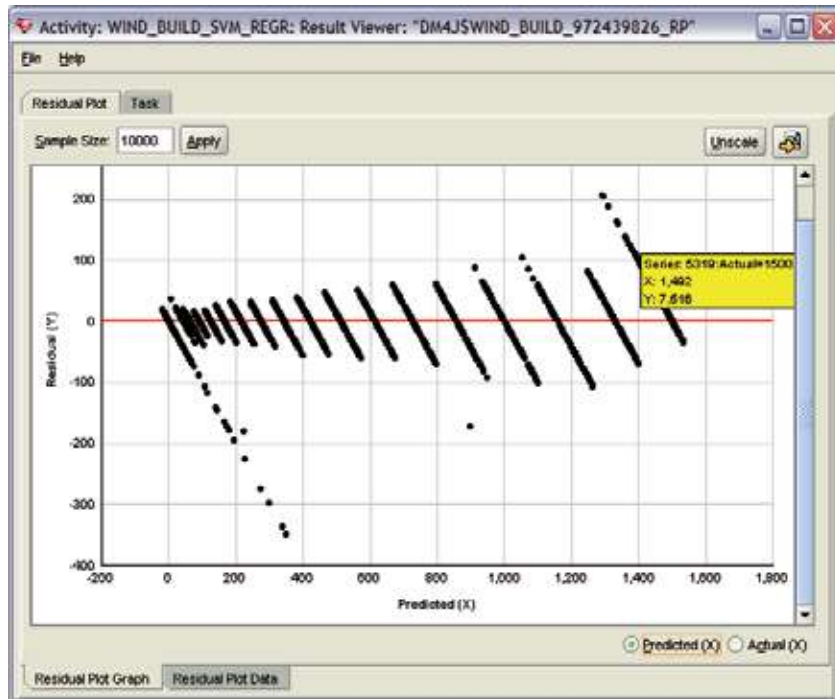 Activity: WIND_BUILD_SVM_REGR: Result Viewer: "DM4J$WIND_BUILD_972439826_RP"
File Help
Residual Plot Task
Sample Size: 10000 Apply Unscale
200
100
0
-100
-200
-300
-400
Residual (Y)
Series: 5319:Actual=1500
X: 1,492
Y: 7.616
-200 0 200 400 600 800 1,000 1,200 1,400 1,600 1,800
Predicted (X)
Predicted (X) Actual (X)
Residual Plot Graph Residual Plot Data